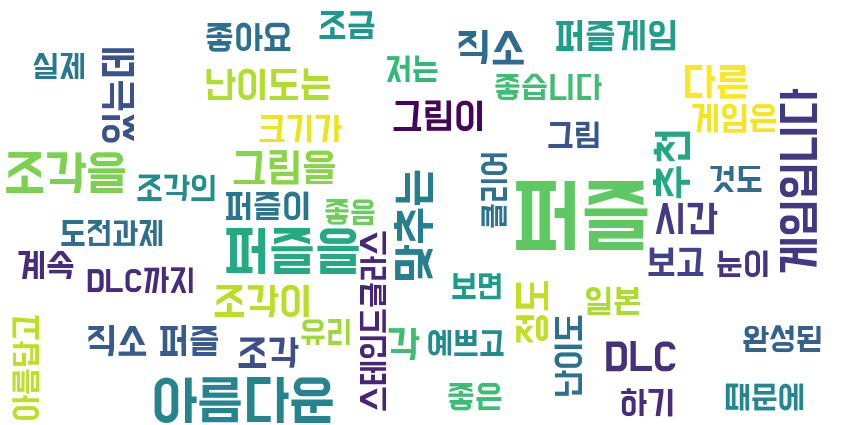 조금
좋아요
퍼즐게임
직소
실제
있는데
저는
난이도는
좋습니다
다른
그림이
게임은
게임입니다
크기가
그림
추천
조각을
그림을
클리어
조각의
것도
퍼즐
맞추는
퍼즐이
좋음
시간
도전과제
퍼즐을
스테인드글라스
계속
DLC까지
보고
눈이
보면
조각이
정도
일본
아름답고
직소 퍼즐
유리
각
예쁘고
난이도
완성된
조각
DLC
아름다운
좋은
하기
때문에